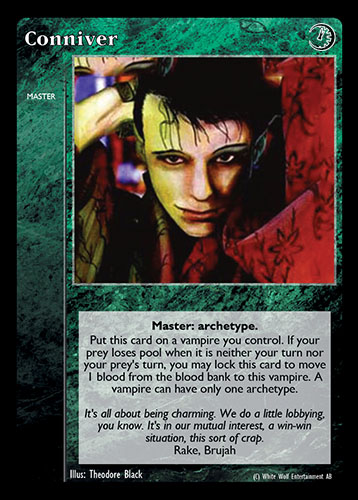 Conniver
MASTER
Master: archetype.
Put this card on a vampire you control. If your
prey loses pool when it is neither your turn nor
your prey's turn, you may lock this card to move
1 blood from the blood bank to this vampire. A
vampire can have only one archetype.
It's all about being charming. We do a little lobbying,
you know. It's in our mutual interest, a win-win
situation, this sort of crap.
Rake, Brujah
Illus: Theodore Black
(C) White Wolf Entertainment AB